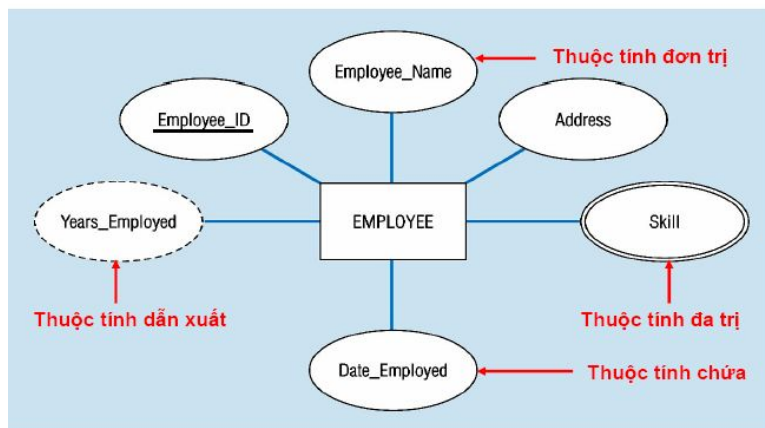 Employee_Name
Thuộc tính đơn trị
Employee_ID
Address
Years_Employed
EMPLOYEE
Skill
Thuộc tính dẫn xuất
Thuộc tính đa trị
Date_Employed
Thuộc tính chứa